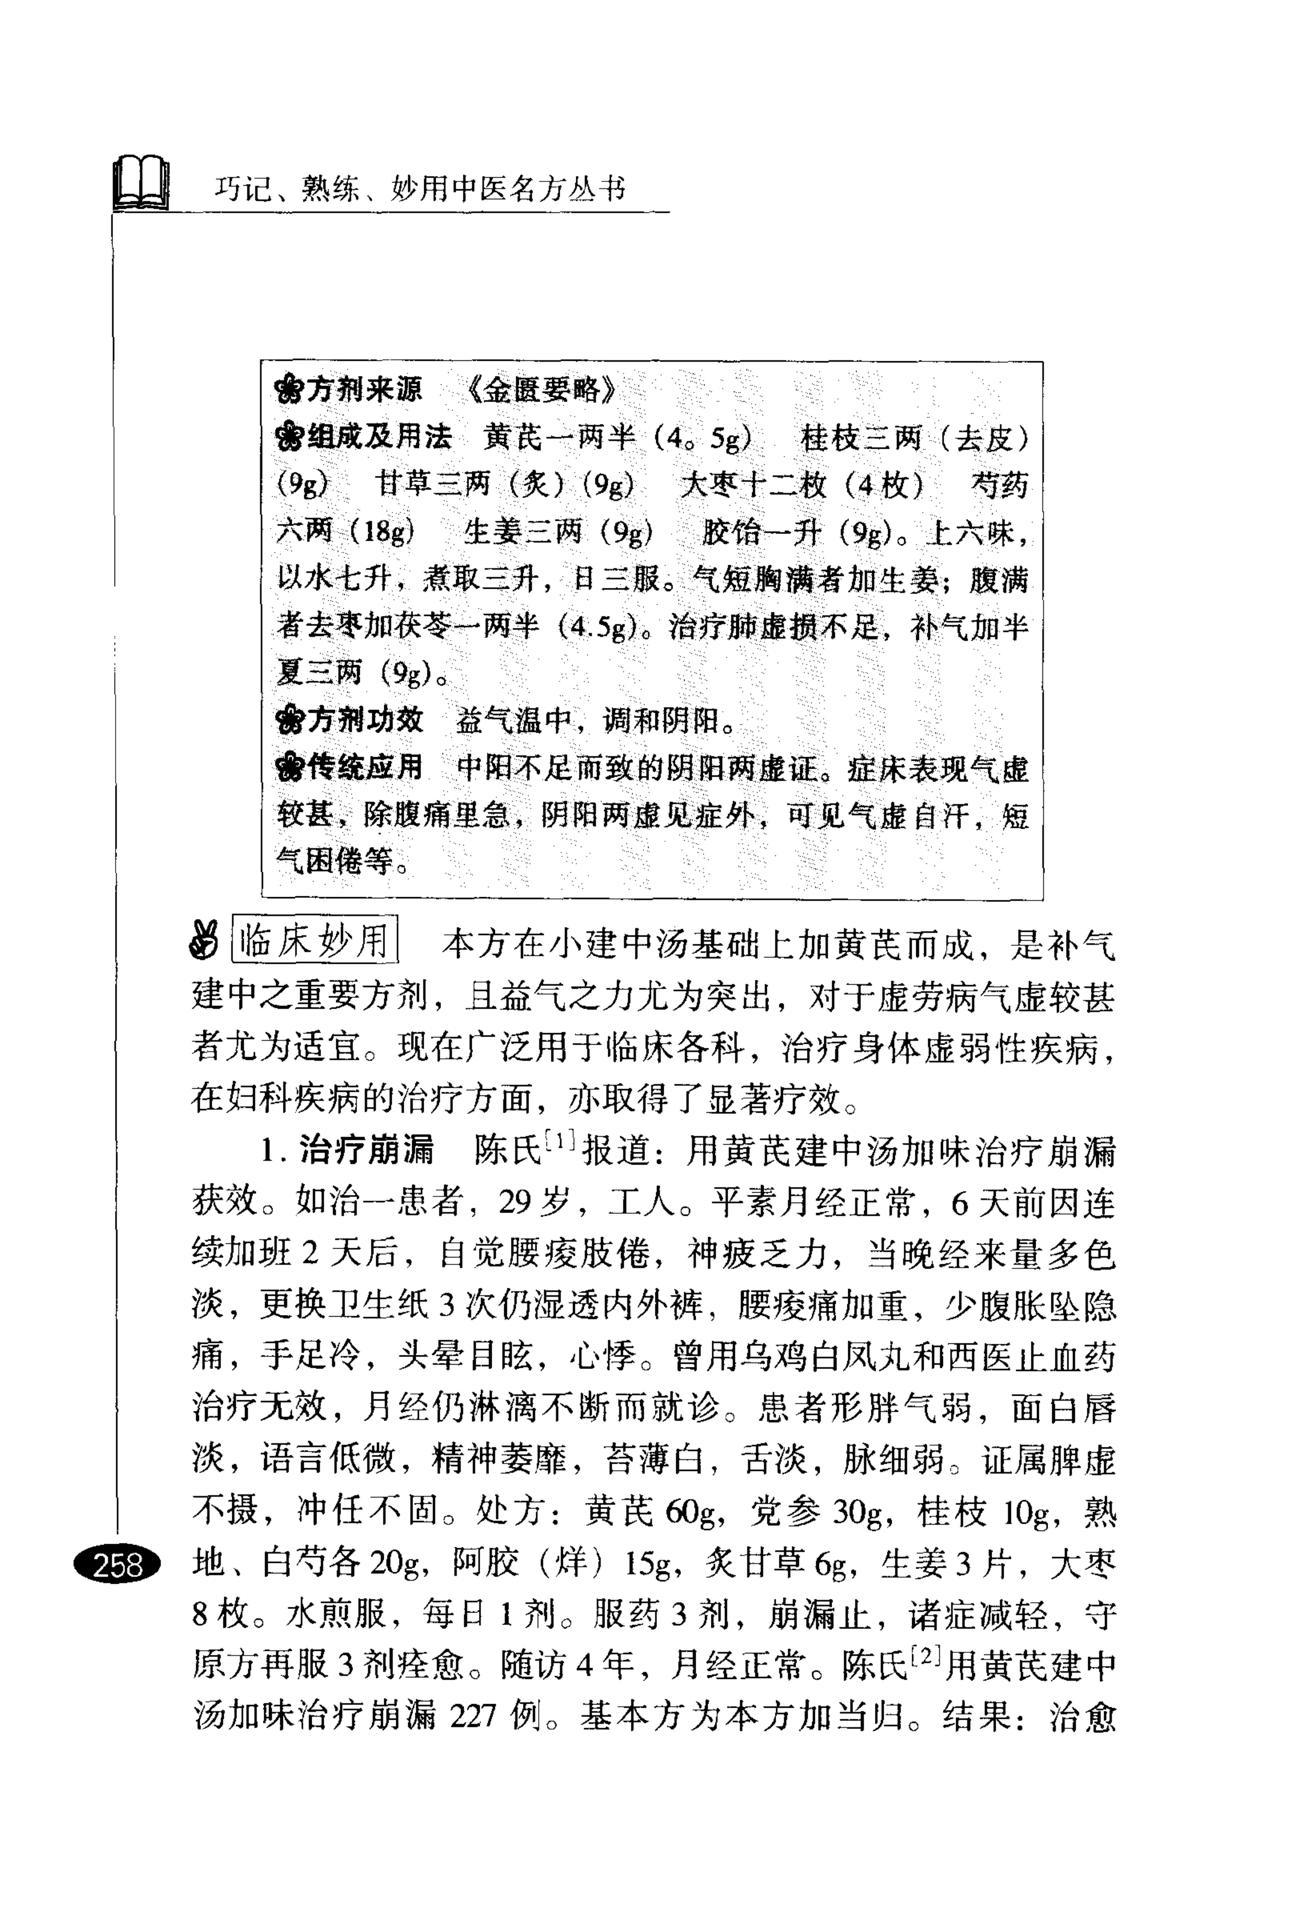 巧记、熟练、妙用中医名方丛书
方剂来源 《金匮要略》
组成及用法 黄芪一两半（4。5g） 桂枝三两（去皮）
（9g） 甘草三两（炙）（9g） 大枣十二枚（4枚） 芍药
六两（18g） 生姜三两（9g） 胶饴一升（9g）。上六味，
以水七升，煮取三升，日三服。气短胸满者加生姜；腹满
者去枣加茯苓一两半（4.5g）。治疗肺虚损不足，补气加半
夏三两（9g）。
方剂功效 益气温中，调和阴阳。
传统应用 中阳不足而致的阴阳两虚证。症床表现气虚
较甚，除腹痛里急，阴阳两虚见症外，可见气虚自汗，短
气困倦等。
临床妙用 本方在小建中汤基础上加黄芪而成，是补气
建中之重要方剂，且益气之力尤为突出，对于虚劳病气虚较甚
者尤为适宜。现在广泛用于临床各科，治疗身体虚弱性疾病，
在妇科疾病的治疗方面，亦取得了显著疗效。
1. 治疗崩漏 陈氏[1]报道：用黄芪建中汤加味治疗崩漏
获效。如治一患者，29岁，工人。平素月经正常，6天前因连
续加班2天后，自觉腰痠肢倦，神疲乏力，当晚经来量多色
淡，更换卫生纸3次仍湿透内外裤，腰痠痛加重，少腹胀坠隐
痛，手足冷，头晕目眩，心悸。曾用乌鸡白凤丸和西医止血药
治疗无效，月经仍淋漓不断而就诊。患者形胖气弱，面白唇
淡，语言低微，精神萎靡，苔薄白，舌淡，脉细弱。证属脾虚
不摄，冲任不固。处方：黄芪60g，党参30g，桂枝10g，熟
地、白芍各20g，阿胶（烊）15g，炙甘草6g，生姜3片，大枣
8枚。水煎服，每日1剂。服药3剂，崩漏止，诸症减轻，守
原方再服3剂痊愈。随访4年，月经正常。陈氏[2]用黄芪建中
汤加味治疗崩漏227例。基本方为本方加当归。结果：治愈
258